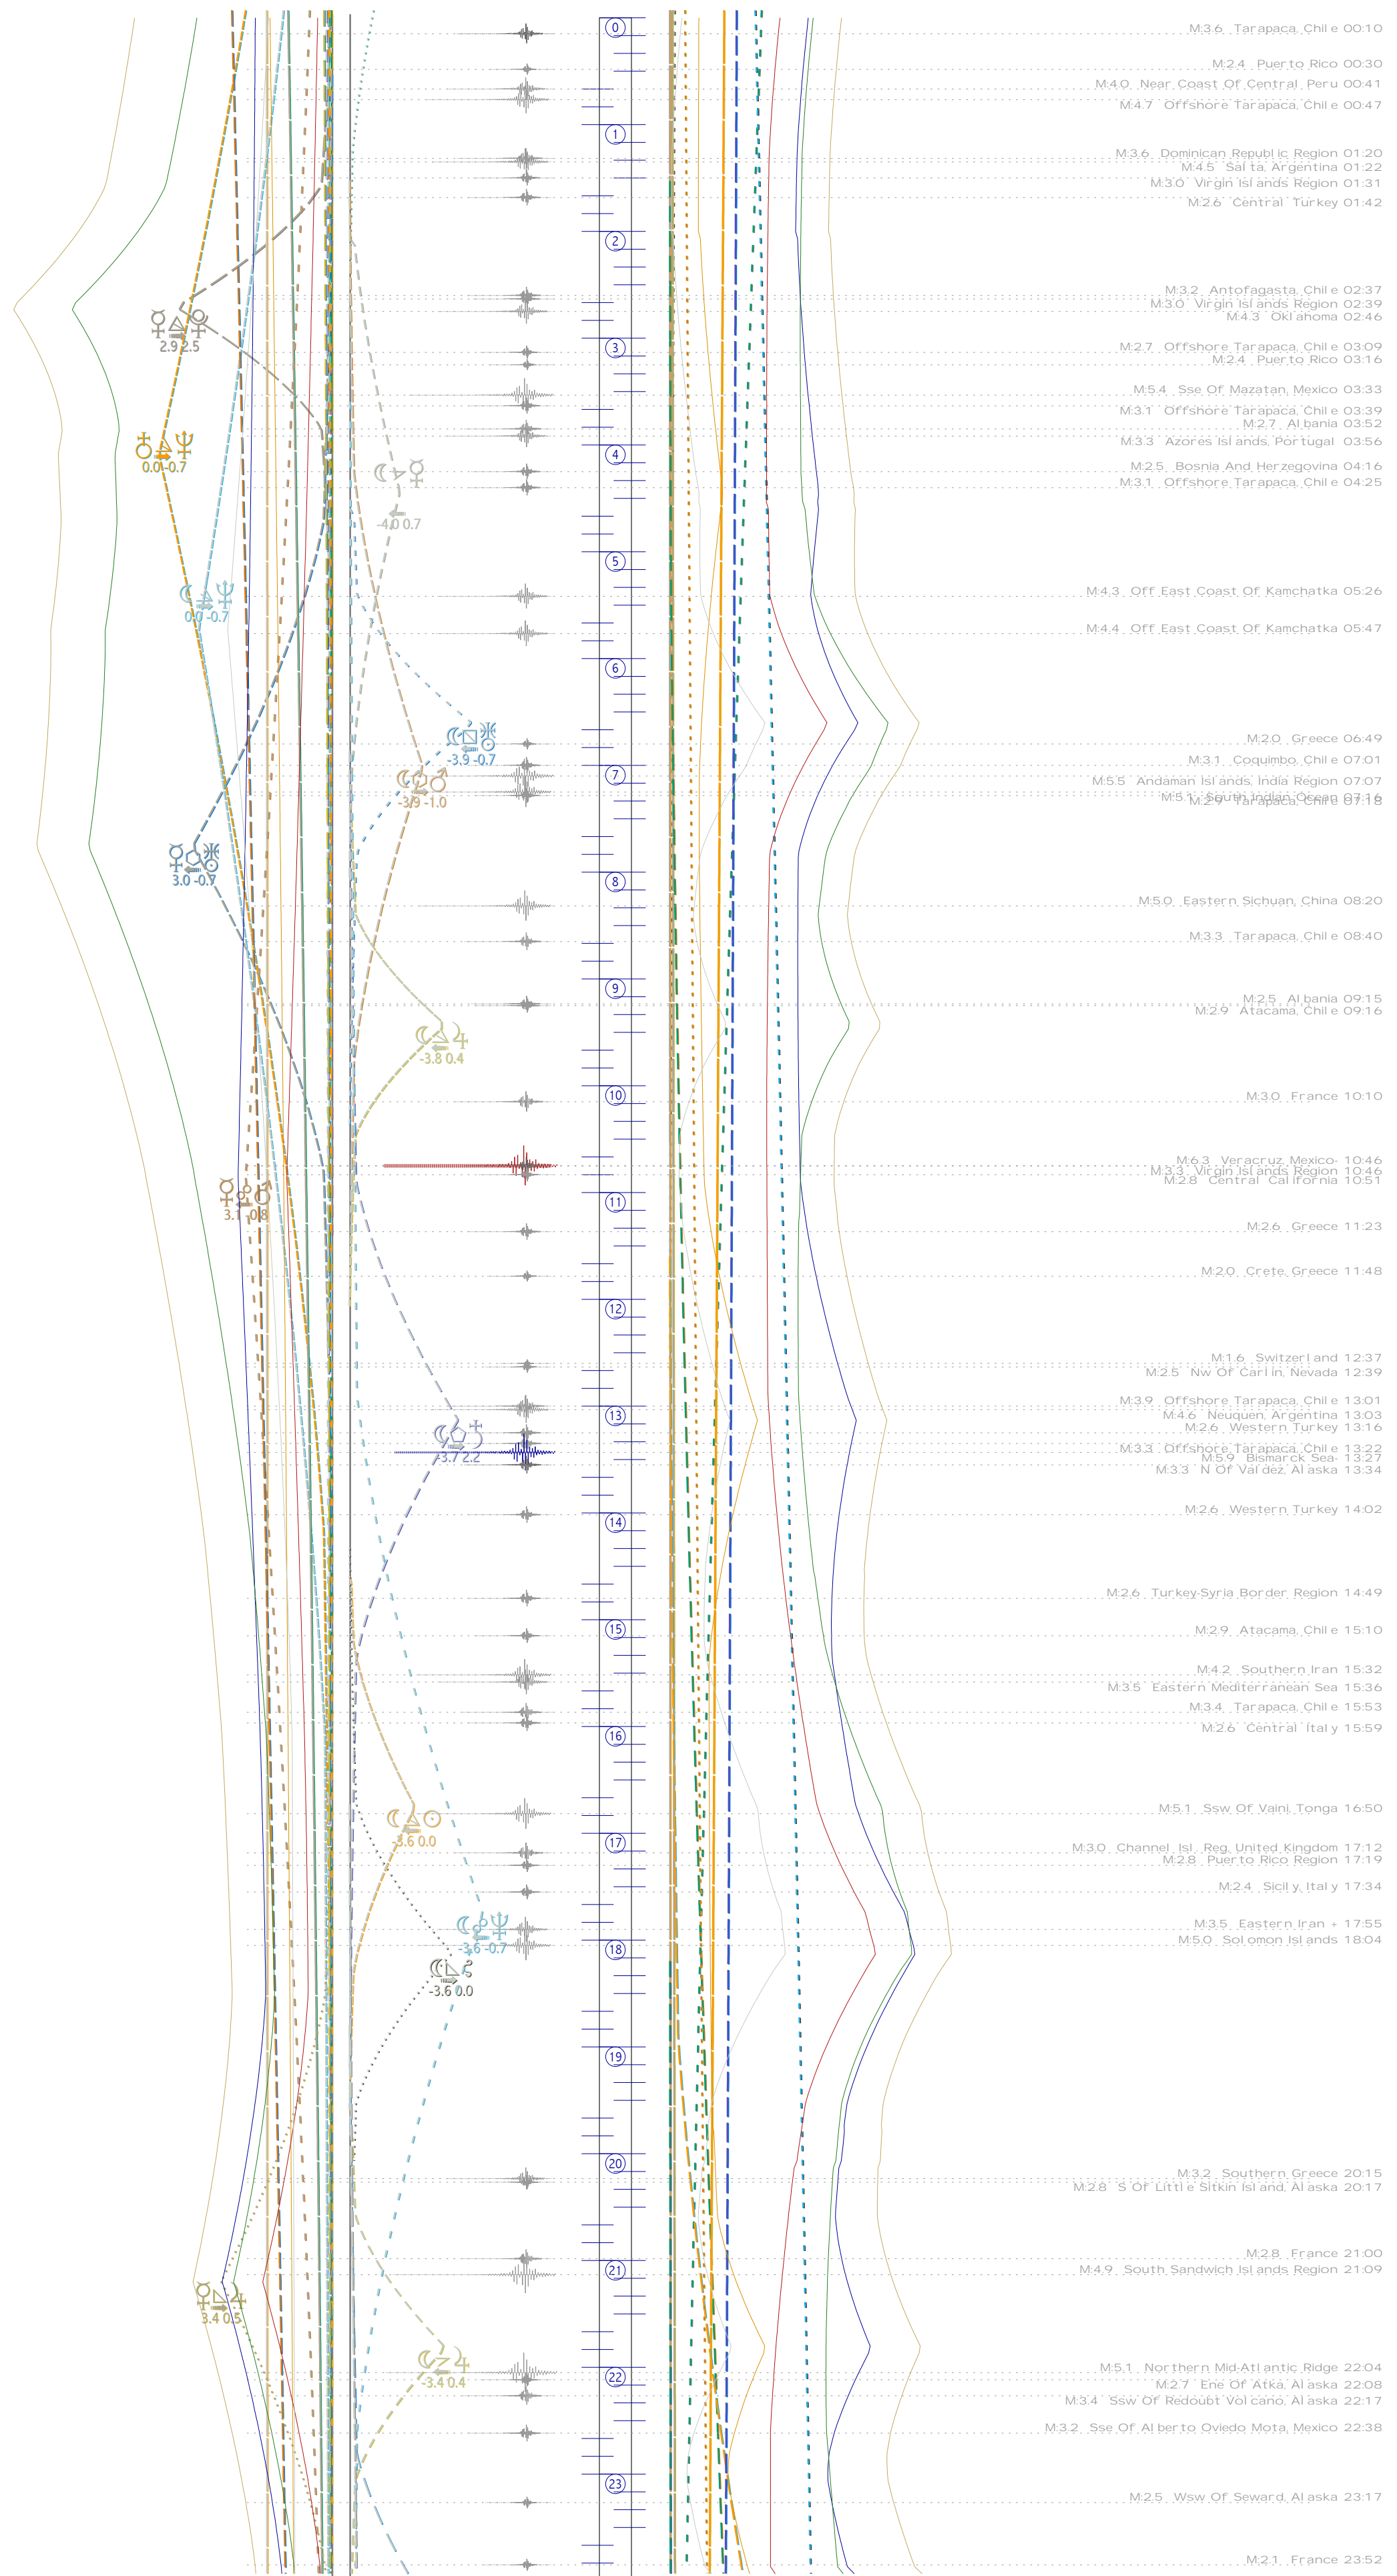 0
M:3.6 Tarapaca, Chile 00:10
M:2.4 Puerto Rico 00:30
M:4.0 Near Coast Of Central Peru 00:41
M:4.7 Offshore Tarapaca, Chile 00:47
1
M:3.6 Dominican Republic Region 01:20
M:4.5 Salta, Argentina 01:22
M:3.0 Virgin Islands Region 01:31
M:2.6 Central Turkey 01:42
2
M:3.2 Antofagasta, Chile 02:37
M:3.0 Virgin Islands Region 02:39
M:4.3 Oklahoma 02:46
2.9 2.5
3
M:2.7 Offshore Tarapaca, Chile 03:09
M:2.4 Puerto Rico 03:16
M:5.4 Sse Of Mazatan, Mexico 03:33
M:3.1 Offshore Tarapaca, Chile 03:39
M:2.7 Albania 03:52
M:3.3 Azores Islands, Portugal 03:56
4
0.0 -0.7
M:2.5 Bosnia And Herzegovina 04:16
M:3.1 Offshore Tarapaca, Chile 04:25
-4.0 0.7
5
M:4.3 Off East Coast Of Kamchatka 05:26
0.0 -0.7
M:4.4 Off East Coast Of Kamchatka 05:47
6
M:2.0 Greece 06:49
-3.9 -0.7
M:3.1 Coquimbo, Chile 07:01
7
M:5.5 Andaman Islands, India Region 07:07
M:5.1 South Indian Ocean 07:16
M:2.9 Tarapaca, Chile 07:18
-3.9 -1.0
3.0 -0.7
8
M:5.0 Eastern Sichuan, China 08:20
M:3.3 Tarapaca, Chile 08:40
9
M:2.5 Albania 09:15
M:2.9 Atacama, Chile 09:16
-3.8 0.4
10
M:3.0 France 10:10
M:6.3 Veracruz, Mexico- 10:46
M:3.3 Virgin Islands Region 10:46
M:2.8 Central California 10:51
11
3.1 -0.8
M:2.6 Greece 11:23
M:2.0 Crete, Greece 11:48
12
M:1.6 Switzerland 12:37
M:2.5 Nw Of Carlin, Nevada 12:39
M:3.9 Offshore Tarapaca, Chile 13:01
13
M:4.6 Neuquen, Argentina 13:03
M:2.6 Western Turkey 13:16
M:3.3 Offshore Tarapaca, Chile 13:22
M:5.9 Bismarck Sea- 13:27
-3.7 2.2
M:3.3 N Of Valdez, Alaska 13:34
M:2.6 Western Turkey 14:02
14
M:2.6 Turkey-Syria Border Region 14:49
15
M:2.9 Atacama, Chile 15:10
M:4.2 Southern Iran 15:32
M:3.5 Eastern Mediterranean Sea 15:36
M:3.4 Tarapaca, Chile 15:53
M:2.6 Central Italy 15:59
16
M:5.1 Ssw Of Vaini, Tonga 16:50
-3.6 0.0
17
M:3.0 Channel Isl. Reg, United Kingdom 17:12
M:2.8 Puerto Rico Region 17:19
M:2.4 Sicily, Italy 17:34
M:3.5 Eastern Iran + 17:55
M:5.0 Solomon Islands 18:04
-3.6 -0.7
18
-3.6 0.0
19
20
M:3.2 Southern Greece 20:15
M:2.8 S Of Little Sitkin Island, Alaska 20:17
M:2.8 France 21:00
21
M:4.9 South Sandwich Islands Region 21:09
3.4 0.5
M:5.1 Northern Mid-Atlantic Ridge 22:04
22
-3.4 0.4
M:2.7 Ene Of Atka, Alaska 22:08
M:3.4 Ssw Of Redoubt Volcano, Alaska 22:17
M:3.2 Sse Of Alberto Oviedo Mota, Mexico 22:38
23
M:2.5 Wsw Of Seward, Alaska 23:17
M:2.1 France 23:52